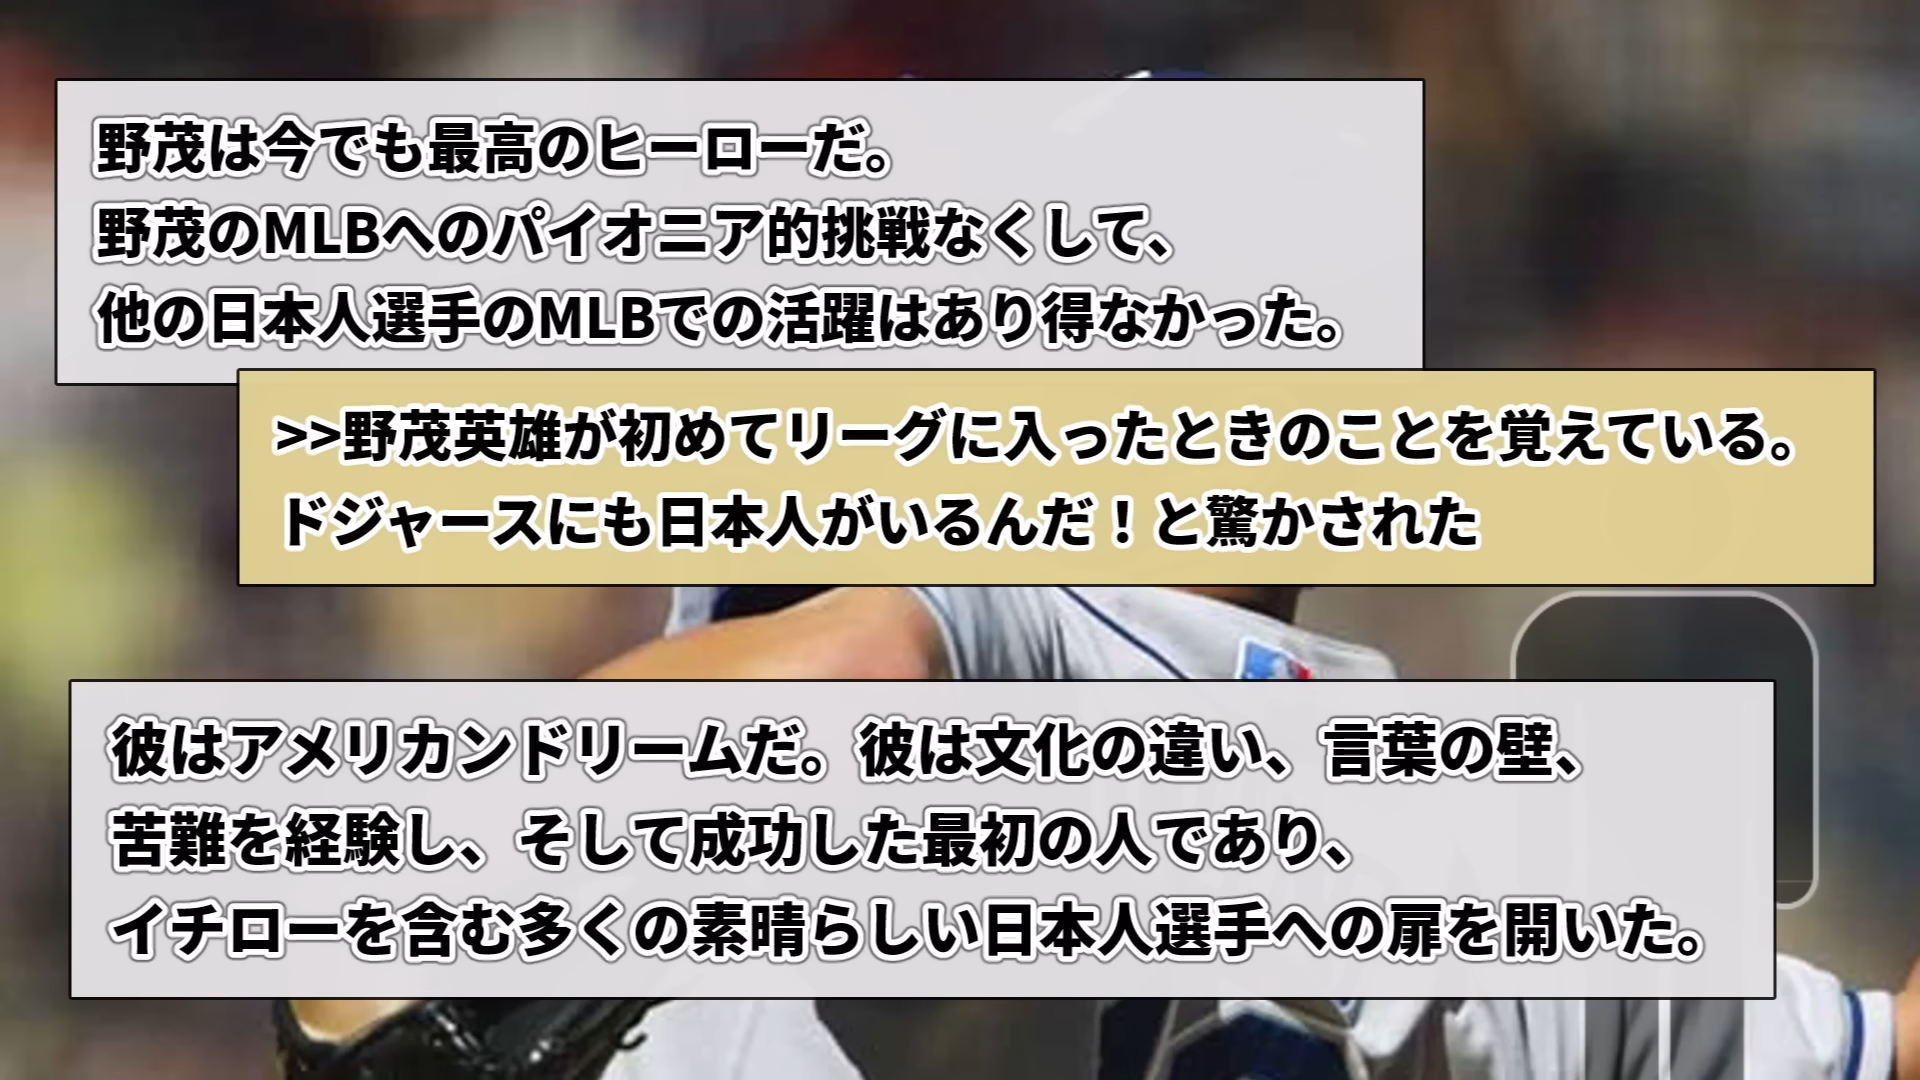 野茂は今でも最高のヒーローだ。
野茂のMLBへのパイオニア的挑戦なくして、
他の日本人選手のMLBでの活躍はあり得なかった。
>>野茂英雄が初めてリーグに入ったときのことを覚えている。
ドジャースにも日本人がいるんだ！と驚かされた
彼はアメリカンドリームだ。彼は文化の違い、言葉の壁、
苦難を経験し、そして成功した最初の人であり、
イチローを含む多くの素晴らしい日本人選手への扉を開いた。